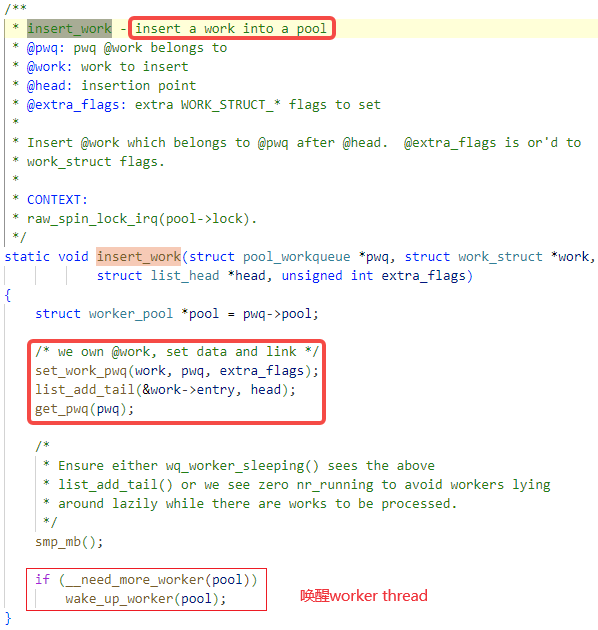 /**
 * insert_work - insert a work into a pool
 * @pwq: pwq @work belongs to
 * @work: work to insert
 * @head: insertion point
 * @extra_flags: extra WORK_STRUCT_* flags to set
 *
 * Insert @work which belongs to @pwq after @head.  @extra_flags is or'd to
 * work_struct flags.
 *
 * CONTEXT:
 * raw_spin_lock_irq(pool->lock).
 */
static void insert_work(struct pool_workqueue *pwq, struct work_struct *work,
            struct list_head *head, unsigned int extra_flags)
{
    struct worker_pool *pool = pwq->pool;

    /* we own @work, set data and link */
    set_work_pwq(work, pwq, extra_flags);
    list_add_tail(&work->entry, head);
    get_pwq(pwq);

    /*
     * Ensure either wq_worker_sleeping() sees the above
     * list_add_tail() or we see zero nr_running to avoid workers lying
     * around lazily while there are works to be processed.
     */
    smp_mb();

    if (__need_more_worker(pool))
        wake_up_worker(pool);
唤醒worker thread
}